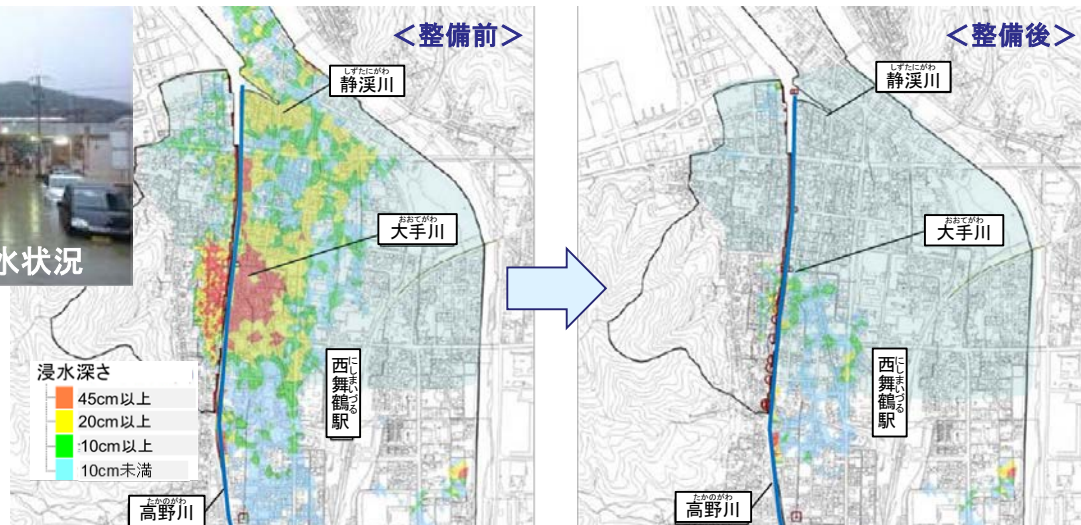 <整備前>
<整備後>
しずたにがわ
静渓川
しずたにがわ
静渓川
おおてがわ
大手川
おおてがわ
大手川
水状況
にしまいづる
西舞鶴駅
にしまいづる
西舞鶴駅
浸水深さ
45cm以上
20cm以上
10cm以上
10cm未満
たかのがわ
高野川
たかのがわ
高野川